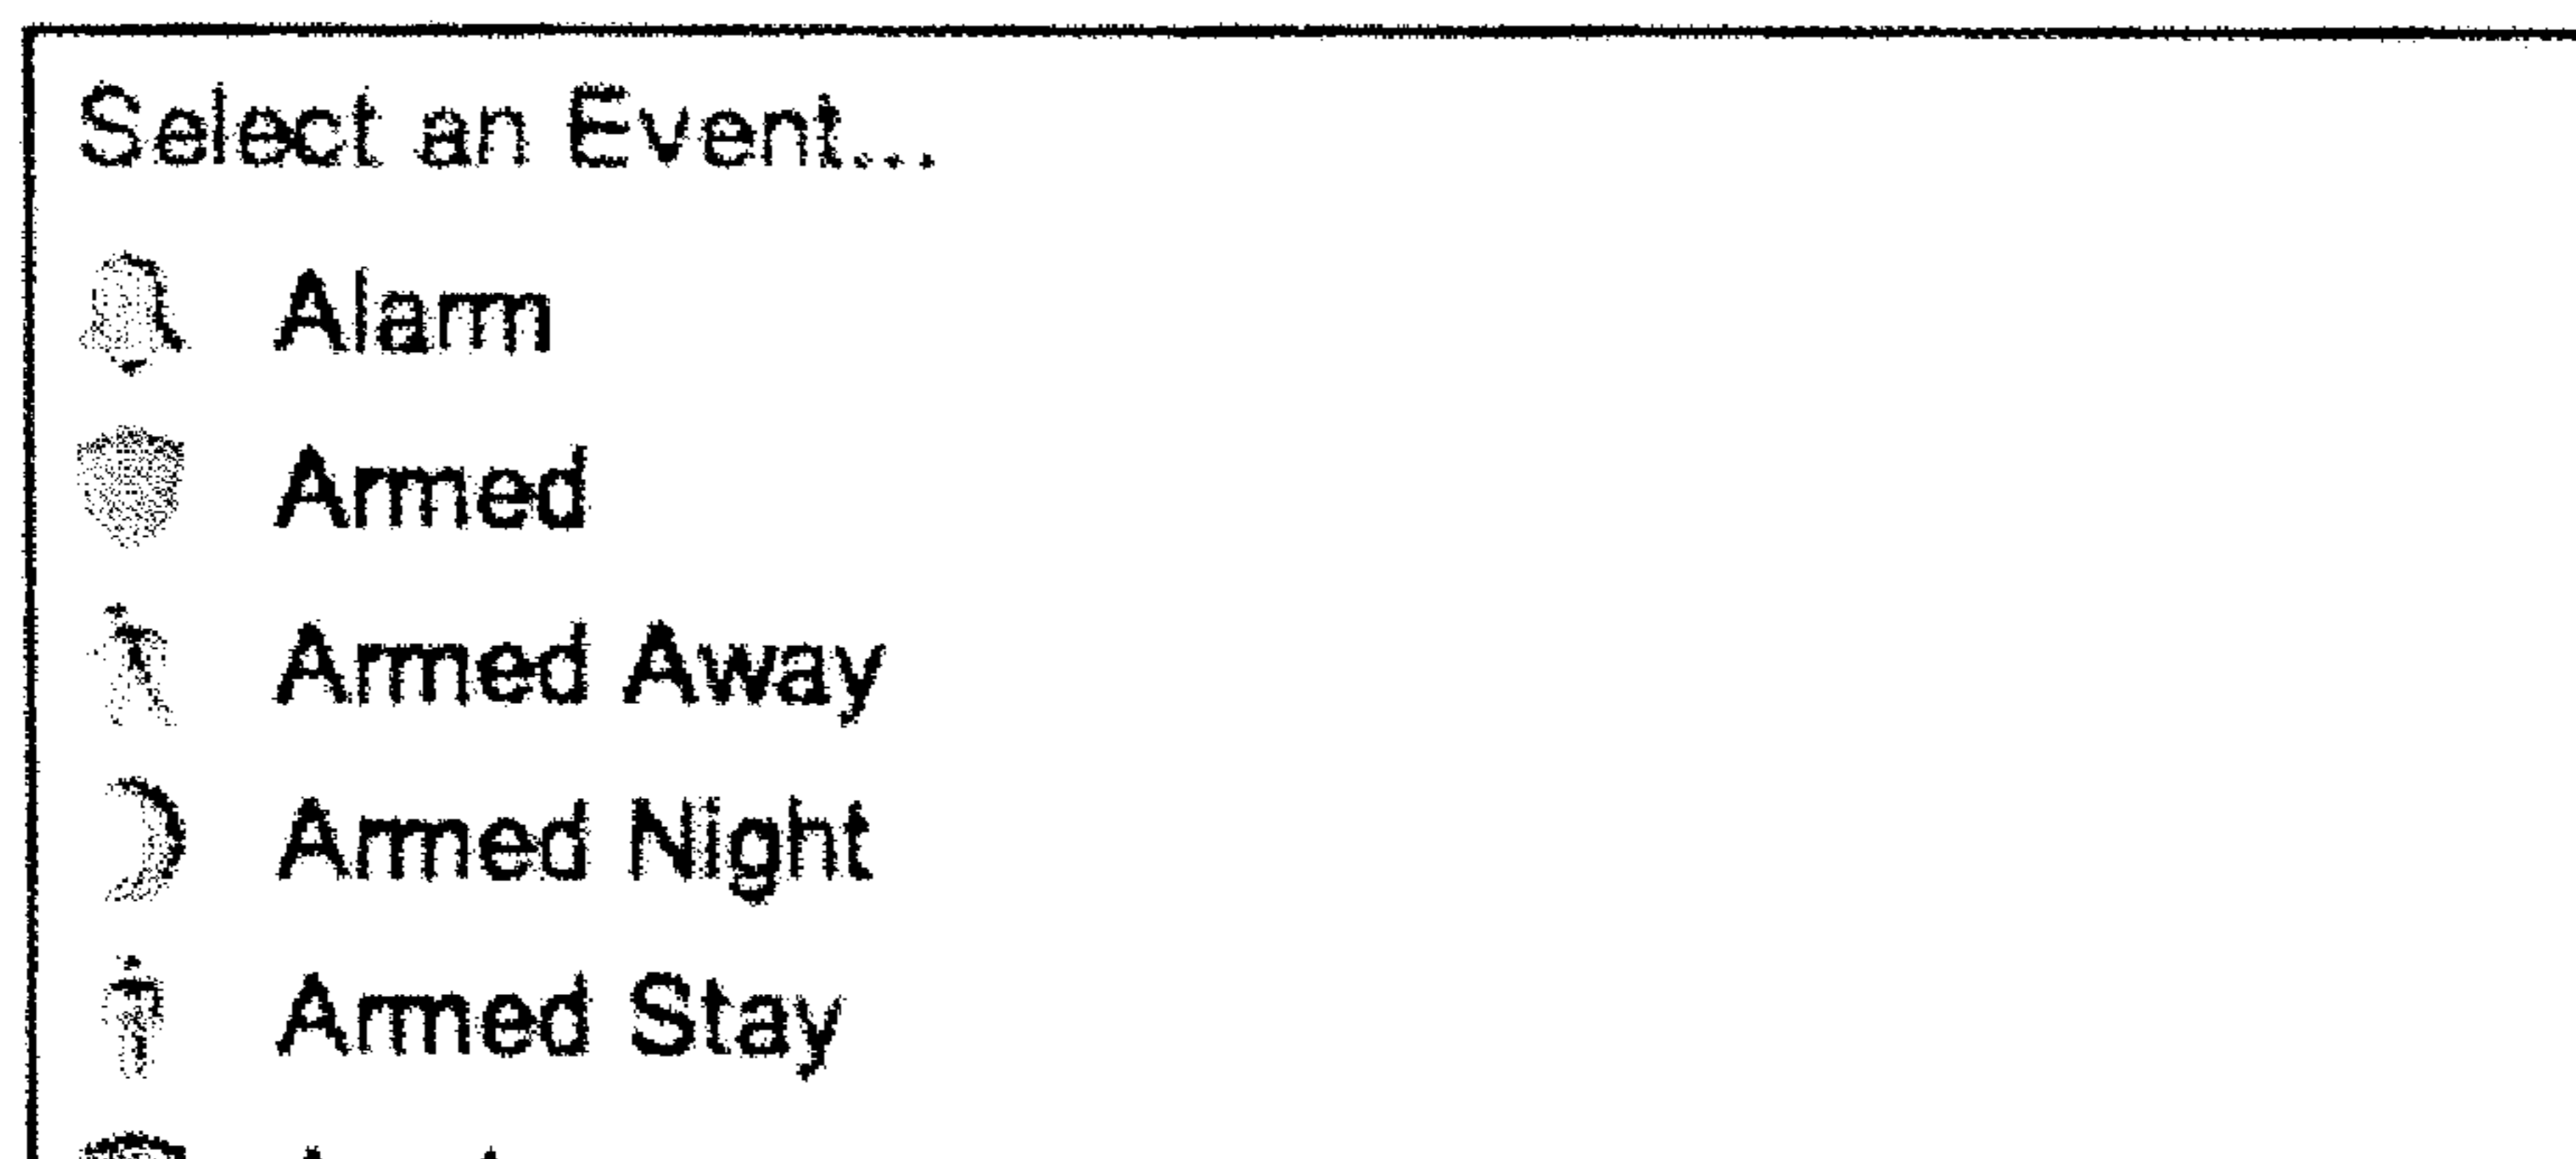 Select an Event...
Alarm
Armed
Armed Away
Armed Night
Armed Stay